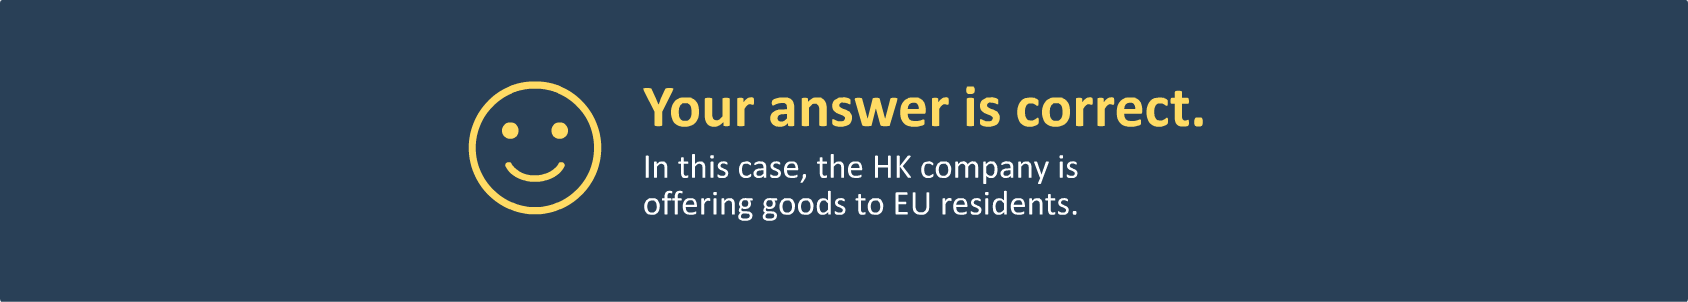 Your answer is correct.
In this case, the HK company is
offering goods to EU residents.